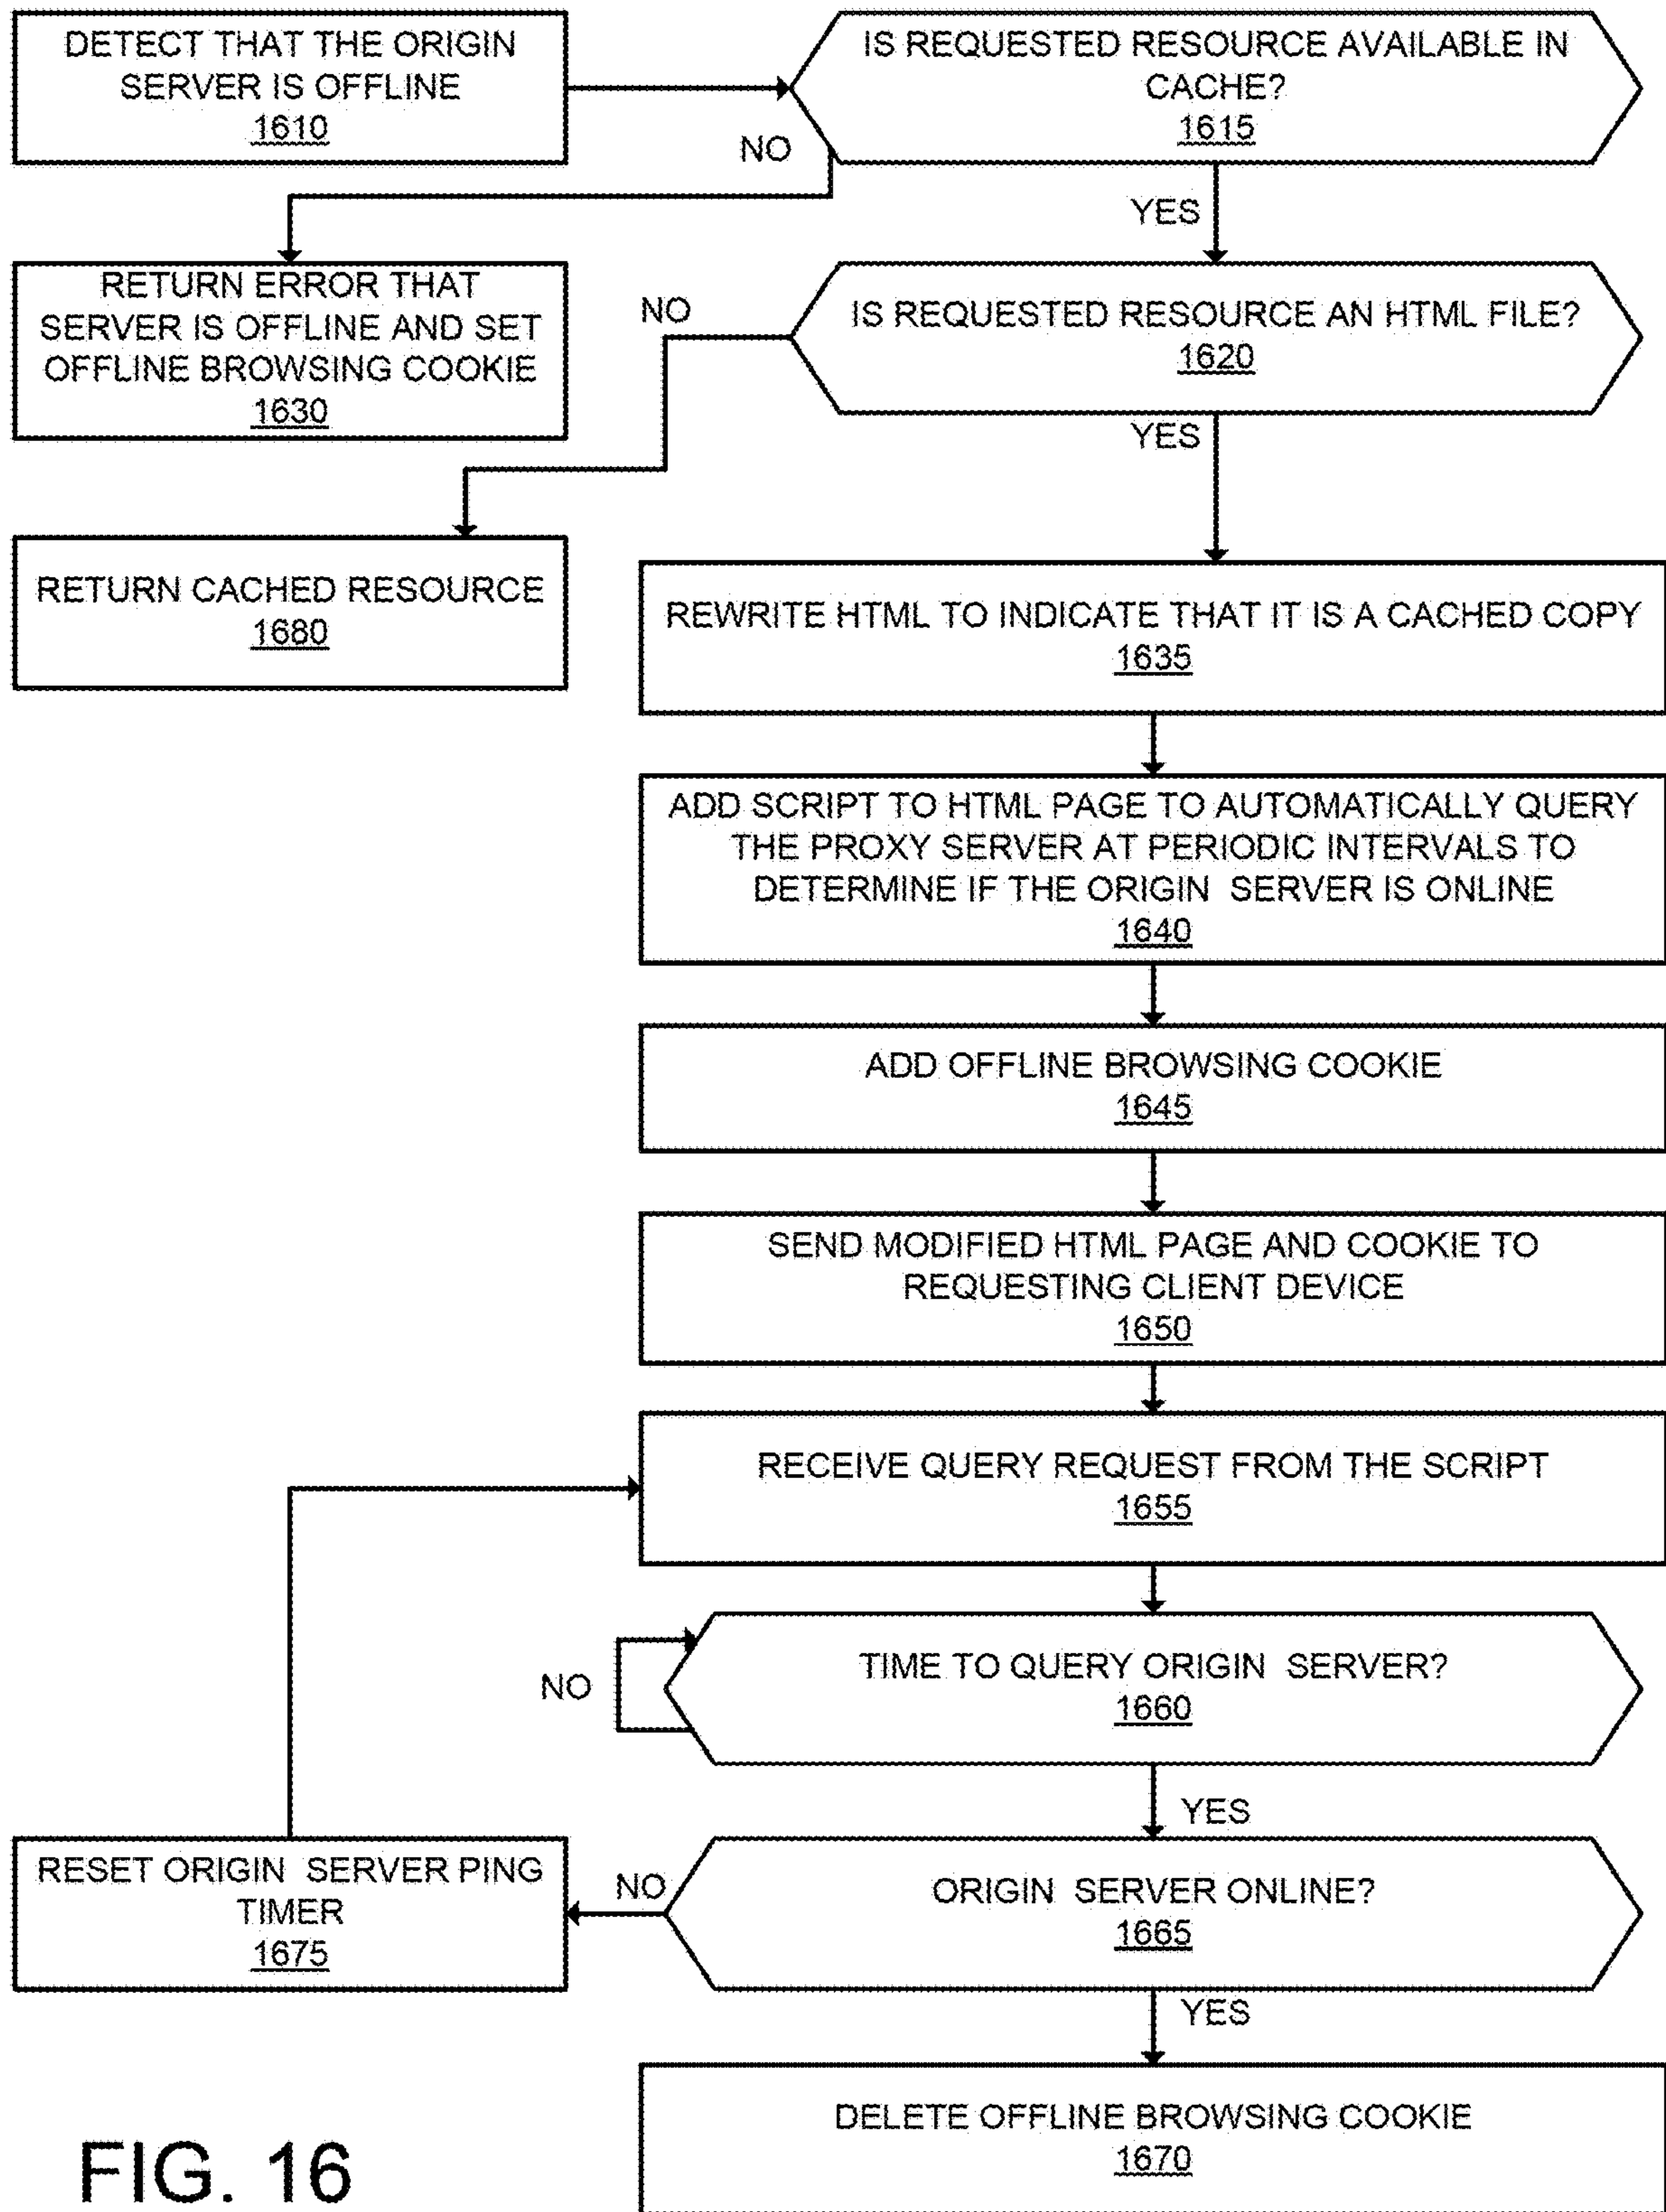 DETECT THAT THE ORIGIN
SERVER IS OFFLINE
1610
IS REQUESTED RESOURCE AVAILABLE IN
CACHE?
1615
NO
YES
RETURN ERROR THAT
SERVER IS OFFLINE AND SET
OFFLINE BROWSING COOKIE
1630
NO
IS REQUESTED RESOURCE AN HTML FILE?
1620
YES
RETURN CACHED RESOURCE
1680
REWRITE HTML TO INDICATE THAT IT IS A CACHED COPY
1635
ADD SCRIPT TO HTML PAGE TO AUTOMATICALLY QUERY
THE PROXY SERVER AT PERIODIC INTERVALS TO
DETERMINE IF THE ORIGIN SERVER IS ONLINE
1640
ADD OFFLINE BROWSING COOKIE
1645
SEND MODIFIED HTML PAGE AND COOKIE TO
REQUESTING CLIENT DEVICE
1650
RECEIVE QUERY REQUEST FROM THE SCRIPT
1655
TIME TO QUERY ORIGIN SERVER?
1660
NO
YES
RESET ORIGIN SERVER PING
TIMER
1675
NO
ORIGIN SERVER ONLINE?
1665
YES
DELETE OFFLINE BROWSING COOKIE
1670
FIG. 16